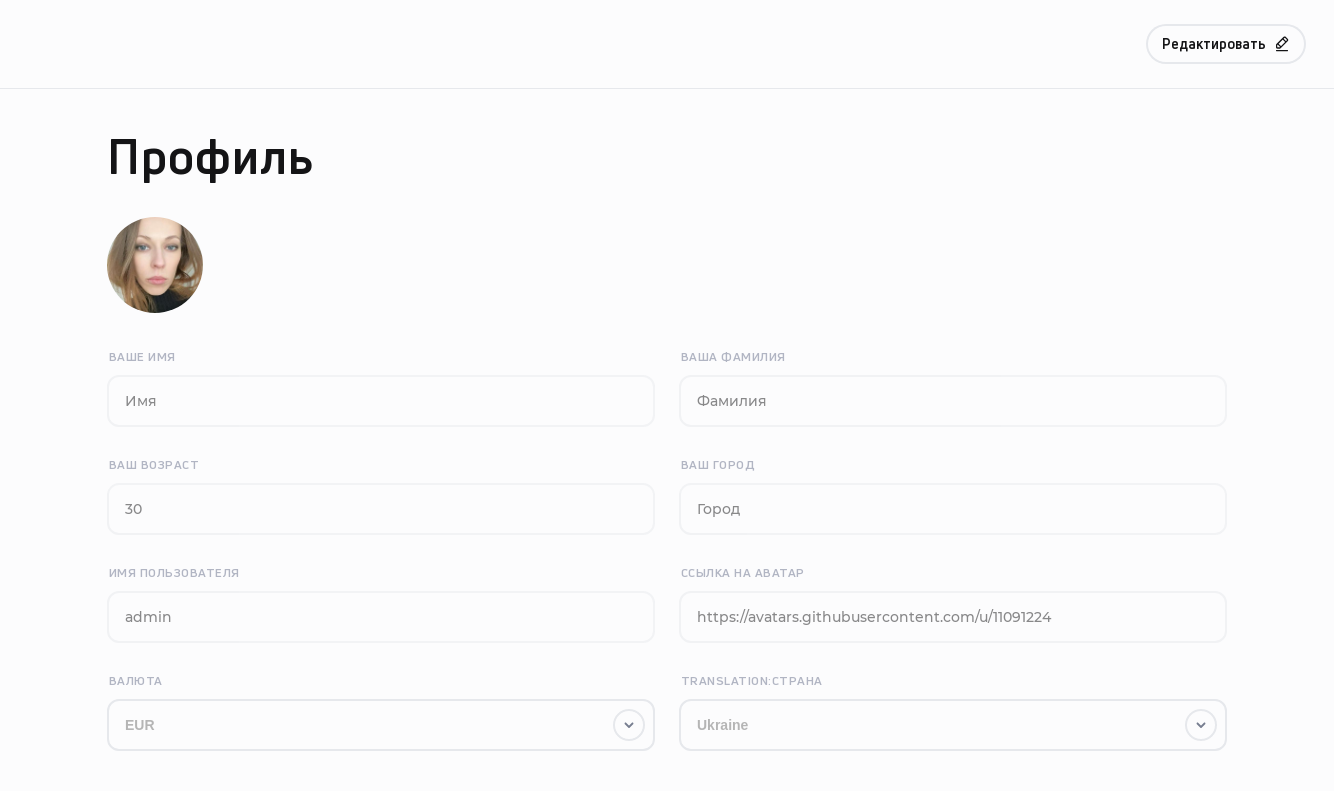 Редактировать
Профиль
ВАШЕ ИМЯ
ВАША ФАМИЛИЯ
Имя
Фамилия
ВАШ ВОЗРАСТ
ВАШ ГОРОД
30
Город
ИМЯ ПОЛЬЗОВАТЕЛЯ
ССЫЛКА НА АВАТАР
admin
https://avatars.githubusercontent.com/u/11091224
ВАЛЮТА
TRANSLATION:СТРАНА
EUR
Ukraine